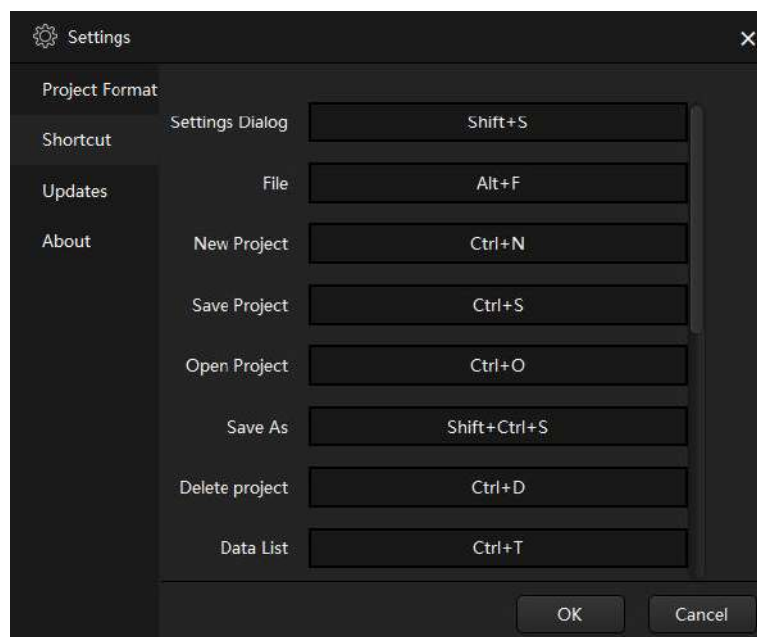 Settings
Project Format
Shortcut
Updates
About
Settings Dialog Shift+S
File Alt+F
New Project Ctrl+N
Save Project Ctrl+S
Open Project Ctrl+O
Save As Shift+Ctrl+S
Delete project Ctrl+D
Data List Ctrl+T
OK Cancel